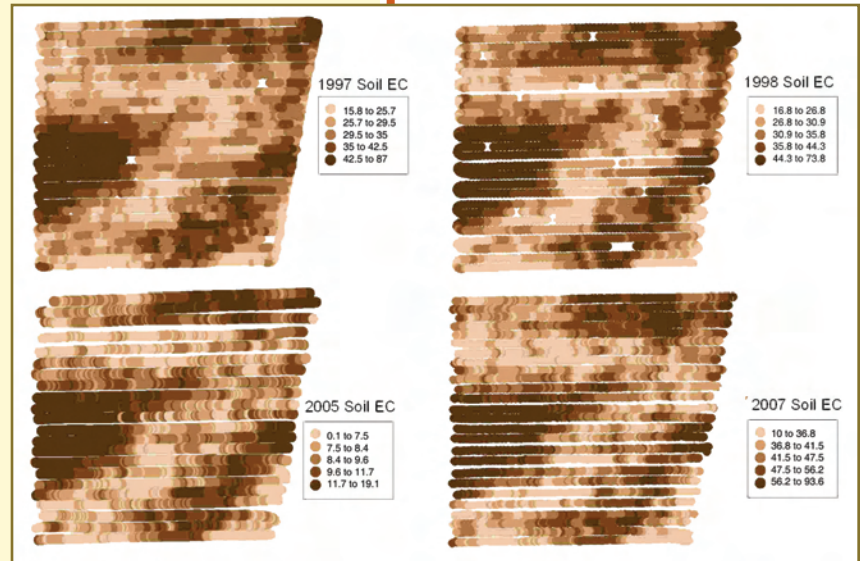 1997 Soil EC
15.8 to 25.7
25.7 to 29.5
29.5 to 35
35 to 42.5
42.5 to 87
1998 Soil EC
16.8 to 26.8
26.8 to 30.9
30.9 to 35.8
35.8 to 44.3
44.3 to 73.8
2005 Soil EC
0.1 to 7.5
7.5 to 8.4
8.4 to 9.6
9.6 to 11.7
11.7 to 19.1
2007 Soil EC
10 to 36.8
36.8 to 41.5
41.5 to 47.5
47.5 to 56.2
56.2 to 93.6